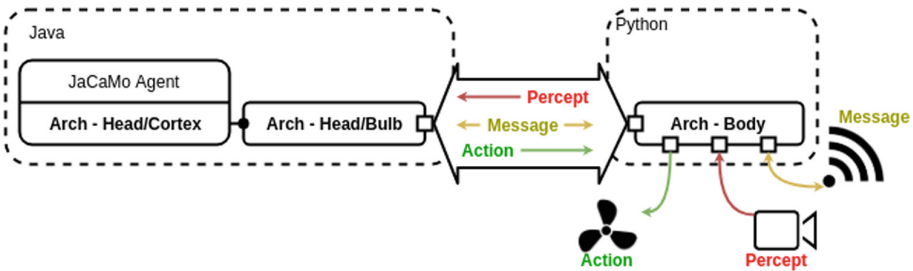 Java
Python
JaCaMo Agent
Arch - Head/Cortex
Arch - Head/Bulb
Percept
Message
Action
Arch - Body
Message
Action
Percept